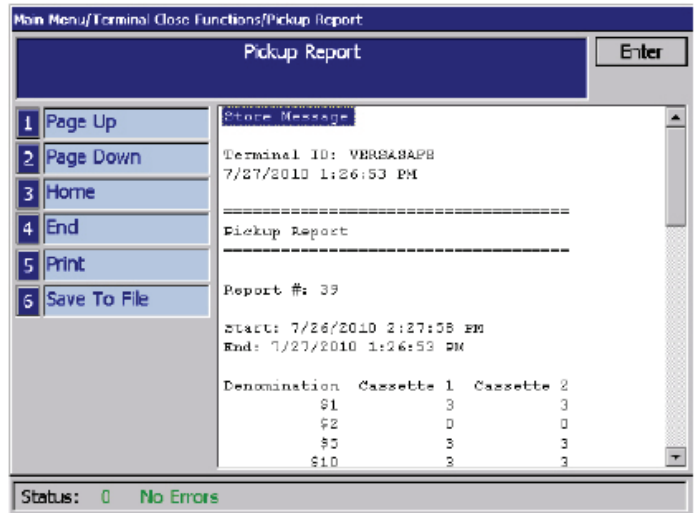 Main Menu/Terminal Close Functions/Pickup Report
Pickup Report
Enter
1 Page Up
2 Page Down
3 Home
4 End
5 Print
6 Save To File
Store Message
Terminal ID: VERSASAPB
7/27/2010 1:26:53 PM
====================================
Pickup Report
====================================
Report #: 39
Start: 7/26/2010 2:27:58 PM
End: 7/27/2010 1:26:53 PM
Denomination Cassette 1 Cassette 2
$1 3 3
$2 0 0
$5 3 3
$10 3 3
Status: 0 No Errors